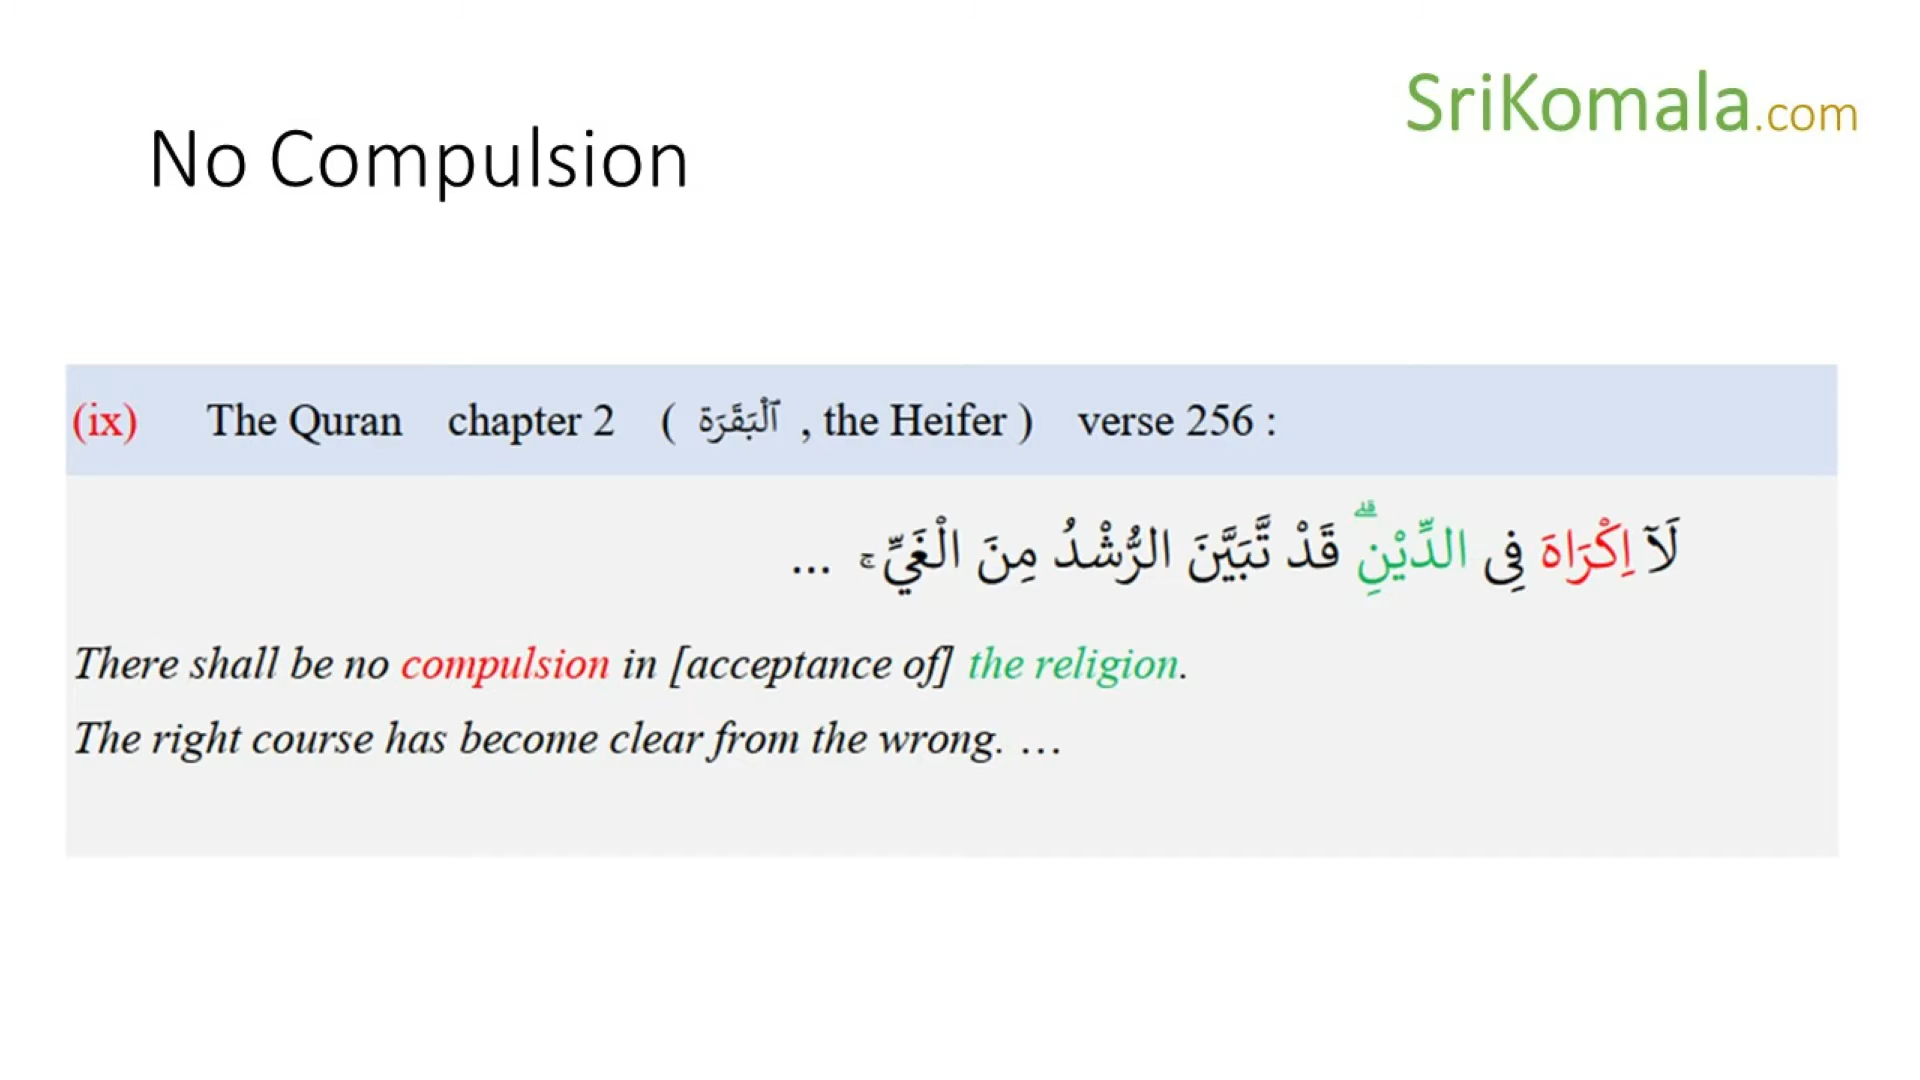 SriKomala.com
No Compulsion
(ix) The Quran chapter 2 ( ٱلْبَقَرَة , the Heifer ) verse 256 :
لَآ اِكْرَاهَ فِى الدِّيْنِۗ قَدْ تَّبَيَّنَ الرُّشْدُ مِنَ الْغَيِّۚ ...
There shall be no compulsion in [acceptance of] the religion.
The right course has become clear from the wrong. …